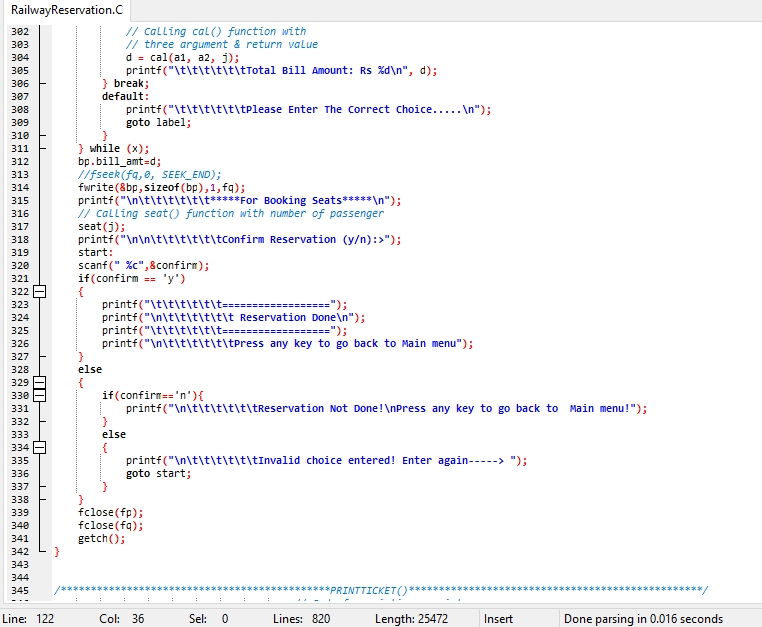 RailwayReservation.C
302 // Calling cal() function with
303 // three argument & return value
304 d = cal(a1, a2, j);
305 printf("\t\t\t\t\t\tTotal Bill Amount: Rs %d\n", d);
306 } break;
307 default:
308 printf("\t\t\t\t\t\tPlease Enter The Correct Choice.....\n");
309 goto label;
310 }
311 } while (x);
312 bp.bill_amt=d;
313 //fseek(fq,0, SEEK_END);
314 fwrite(&bp,sizeof(bp),1,fq);
315 printf("\n\t\t\t\t\t\t*****For Booking Seats*****\n");
316 // Calling seat() function with number of passenger
317 seat(j);
318 printf("\n\n\t\t\t\t\t\tConfirm Reservation (y/n):>");
319 start:
320 scanf(" %c",&confirm);
321 if(confirm == 'y')
322 {
323 printf("\t\t\t\t\t\t==================");
324 printf("\n\t\t\t\t\t\t Reservation Done\n");
325 printf("\t\t\t\t\t\t==================");
326 printf("\n\t\t\t\t\t\tPress any key to go back to Main menu");
327 }
328 else
329 {
330 if(confirm=='n'){
331 printf("\n\t\t\t\t\t\tReservation Not Done!\nPress any key to go back to  Main menu!");
332 }
333 else
334 {
335 printf("\n\t\t\t\t\t\tInvalid choice entered! Enter again-----> ");
336 goto start;
337 }
338 }
339 fclose(fp);
340 fclose(fq);
341 getch();
342 }
343
344
345 /*********************************************PRINTTICKET()*************************************************/
Line: 122 Col: 36 Sel: 0 Lines: 820 Length: 25472 Insert Done parsing in 0.016 seconds